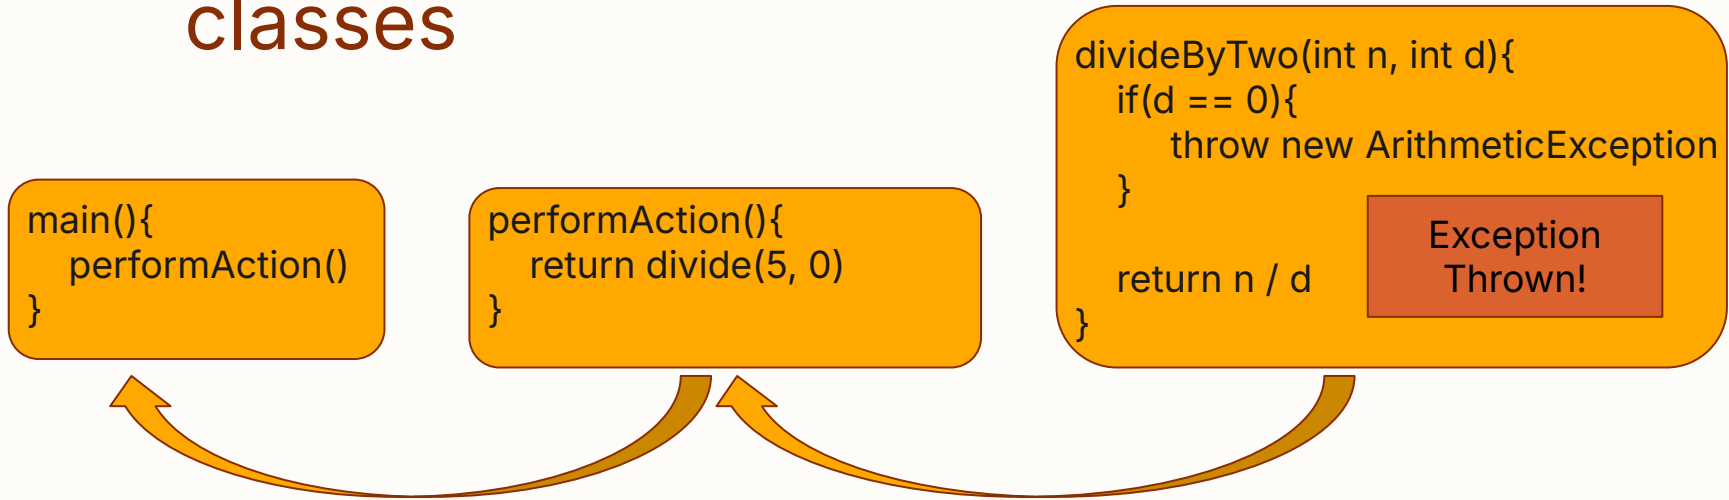 classes
main(){
performAction()
}
performAction(){
return divide(5, 0)
}
divideByTwo(int n, int d){
if(d == 0){
throw new ArithmeticException
}
return n / d
}
Exception
Thrown!